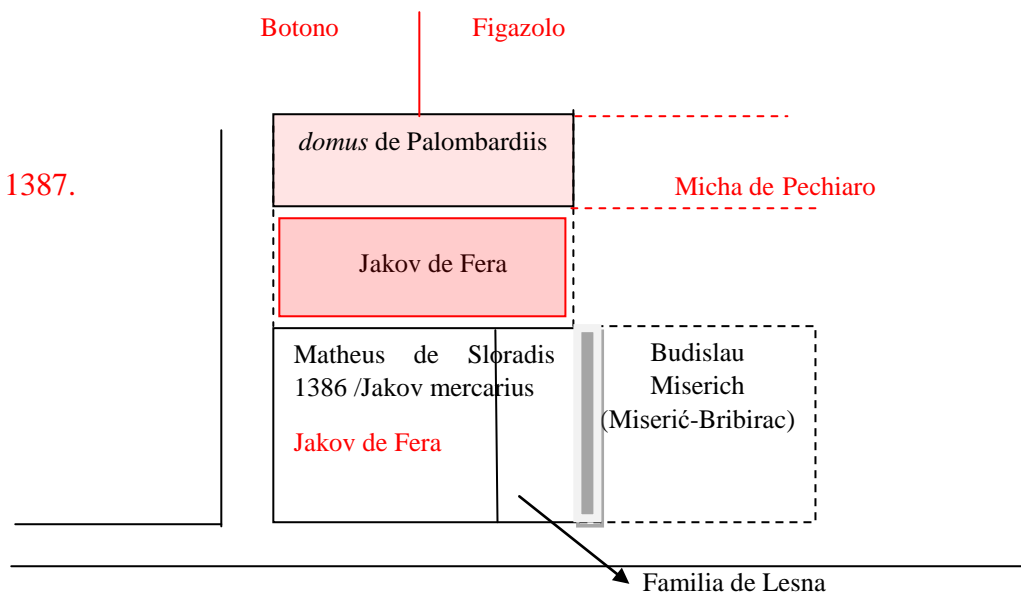 Botono
Figazolo
domus de Palombardiis
1387.
Micha de Pechiaro
Jakov de Fera
Matheus de Sloradis
1386 /Jakov mercarius
Jakov de Fera
Budislau
Miserich
(Miserić-Bribirac)
Familia de Lesna